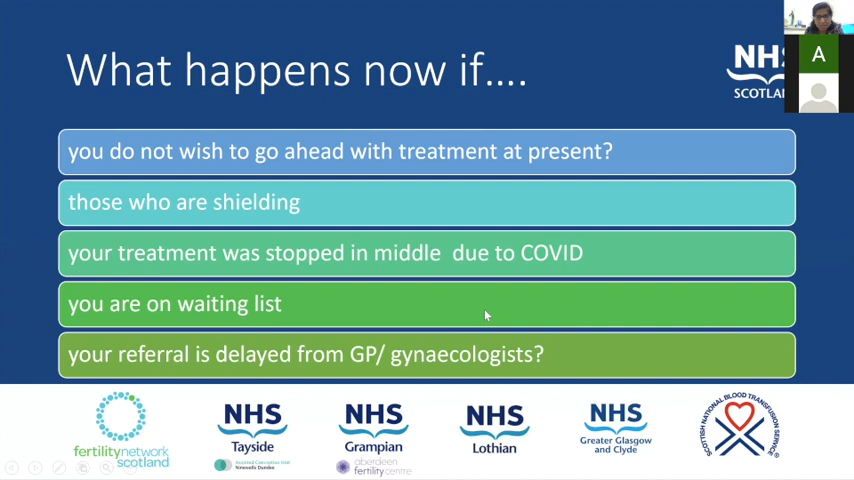 What happens now if....
NHS
SCOTLA
A
you do not wish to go ahead with treatment at present?
those who are shielding
your treatment was stopped in middle  due to COVID
you are on waiting list
your referral is delayed from GP/ gynaecologists?
fertilitynetwork
scotland
NHS
Tayside
Assisted Conception Unit
Ninewells Dundee
NHS
Grampian
aberdeen
fertility centre
NHS
Lothian
NHS
Greater Glasgow
and Clyde
SCOTTISH NATIONAL BLOOD TRANSFUSION SERVICE